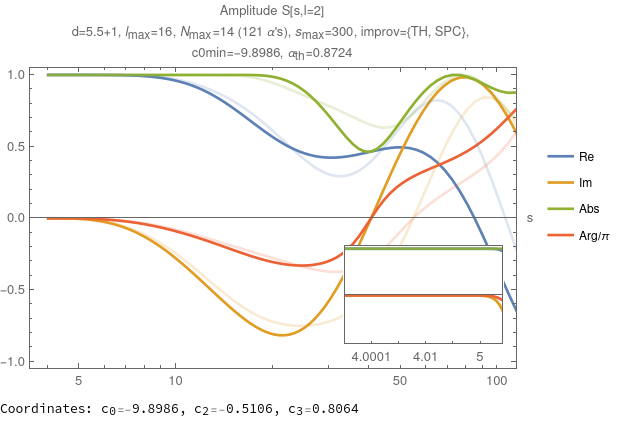 Amplitude S[s,l=2]
d=5.5+1, lmax=16, Nmax=14 (121 α's), smax=300, improv={TH, SPC},
c0min=−9.8986, αth=0.8724
1.0
0.5
0.0
−0.5
−1.0
5
10
50
100
s
4.0001
4.01
5
Re
Im
Abs
Arg/π
Coordinates: c0=−9.8986, c2=−0.5106, c3=0.8064